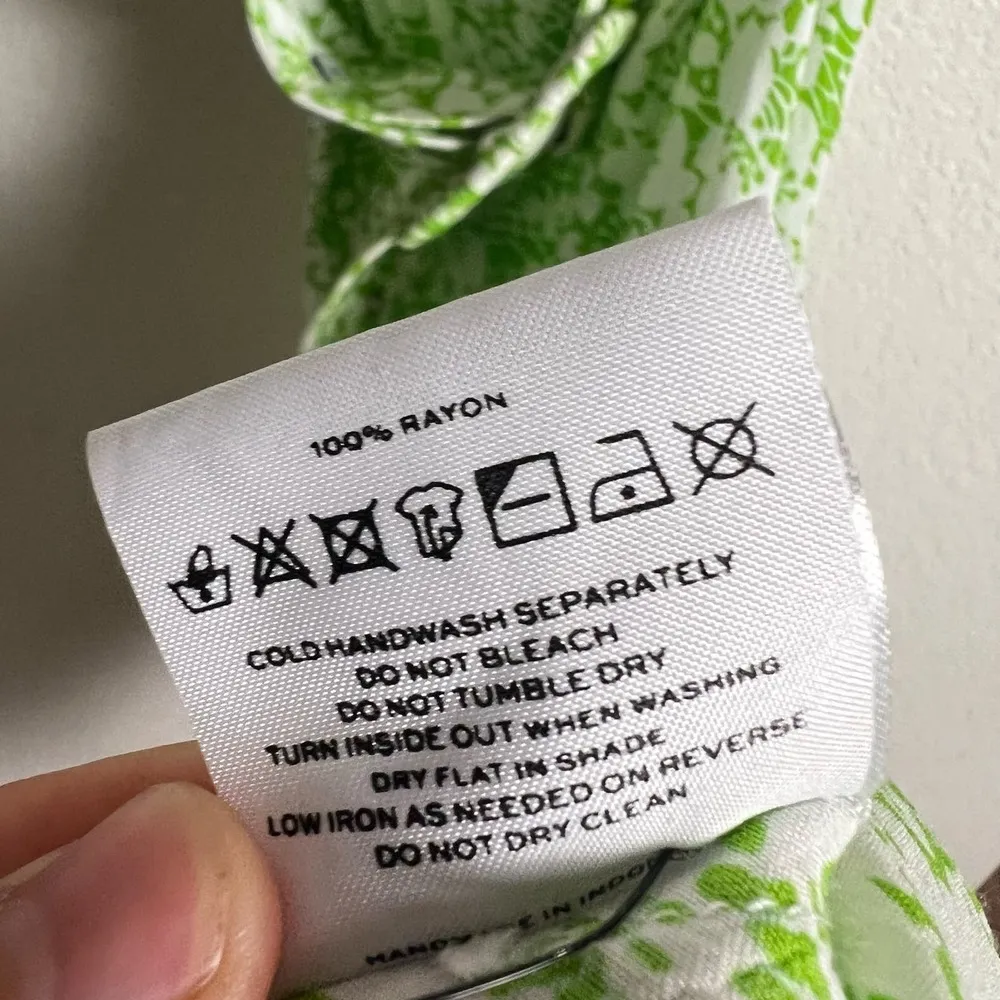 100% RAYON
COLD HANDWASH SEPARATELY
DO NOT BLEACH
DO NOT TUMBLE DRY
TURN INSIDE OUT WHEN WASHING
DRY FLAT IN SHADE
LOW IRON AS NEEDED ON REVERSE
DO NOT DRY CLEAN
IN